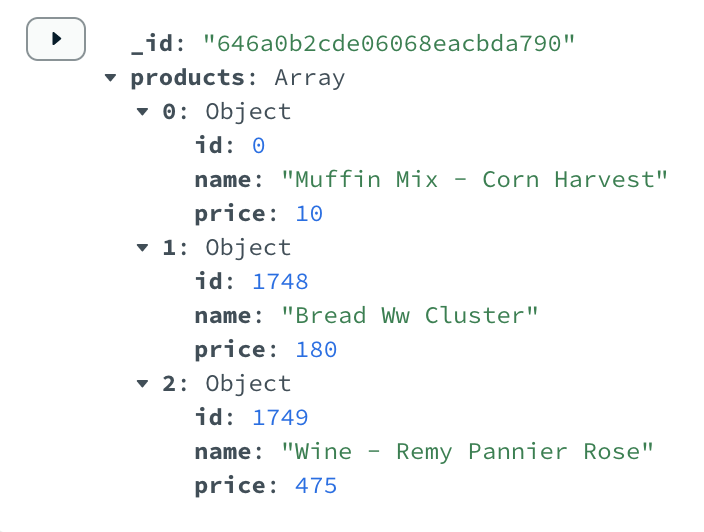 _id: "646a0b2cde06068eacbda790"
products: Array
0: Object
id: 0
name: "Muffin Mix - Corn Harvest"
price: 10
1: Object
id: 1748
name: "Bread Ww Cluster"
price: 180
2: Object
id: 1749
name: "Wine - Remy Pannier Rose"
price: 475